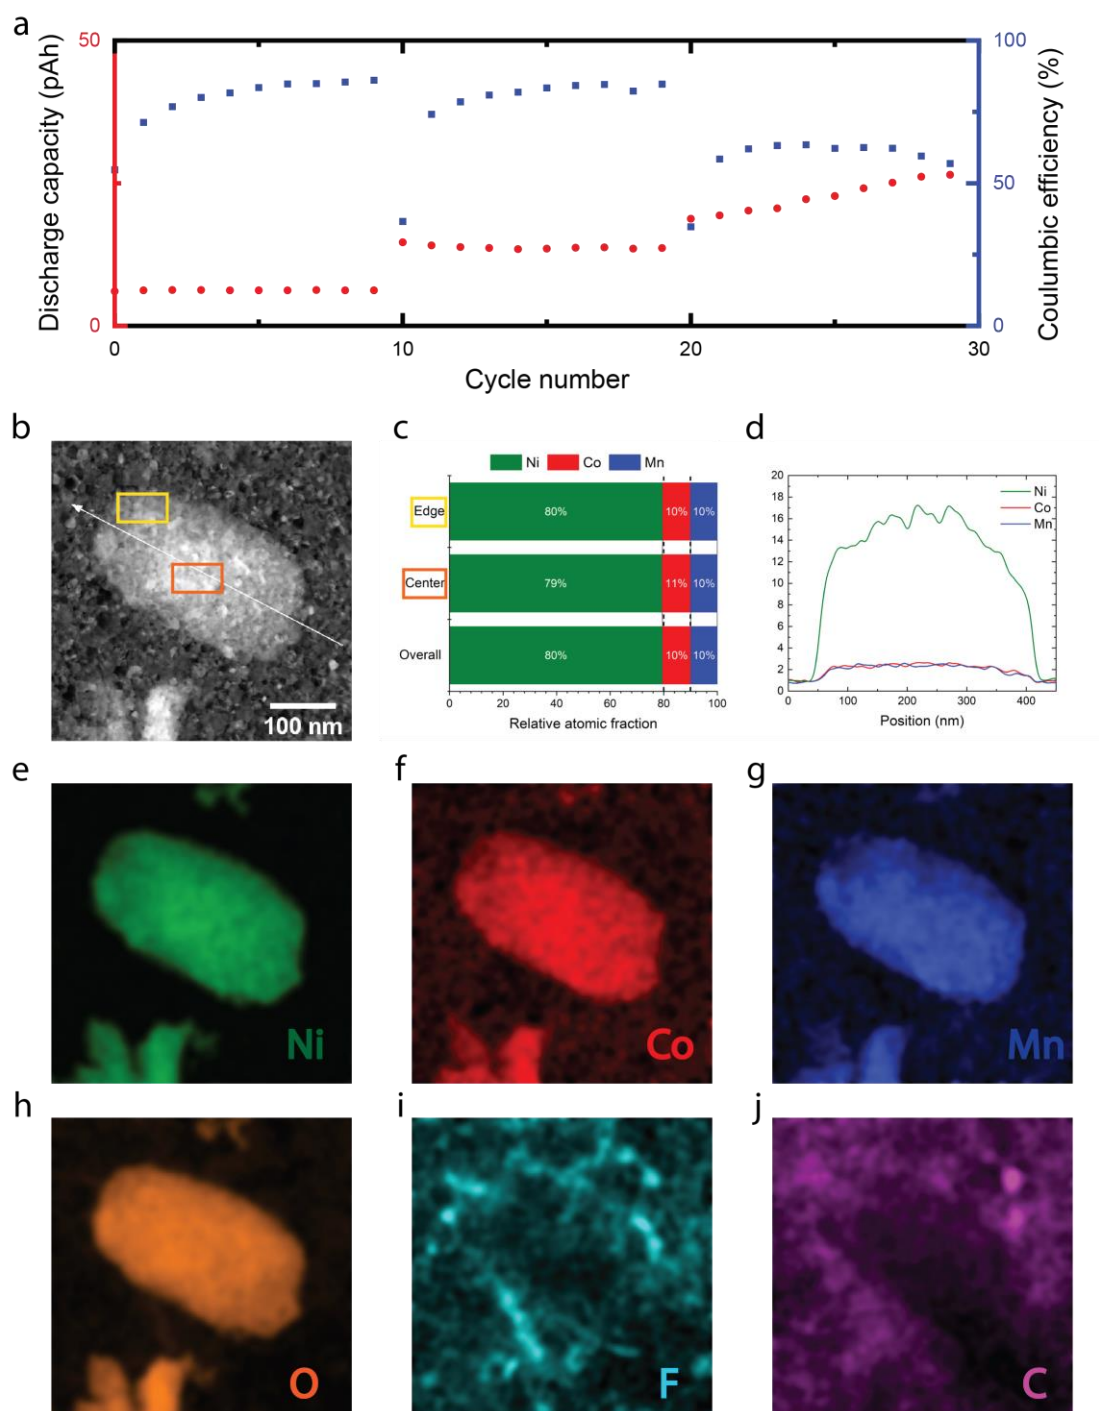 a
Discharge capacity (pAh)
50
0
100
50
0
Coulumbic efficiency (%)
0 10 20 30
Cycle number
b
100 nm
c
Ni Co Mn
Edge 80% 10% 10%
Center 79% 11% 10%
Overall 80% 10% 10%
0 20 40 60 80 100
Relative atomic fraction
d
20
18
16
14
12
10
8
6
4
2
0
Ni
Co
Mn
0 100 200 300 400
Position (nm)
e
Ni
f
Co
g
Mn
h
O
i
F
j
C